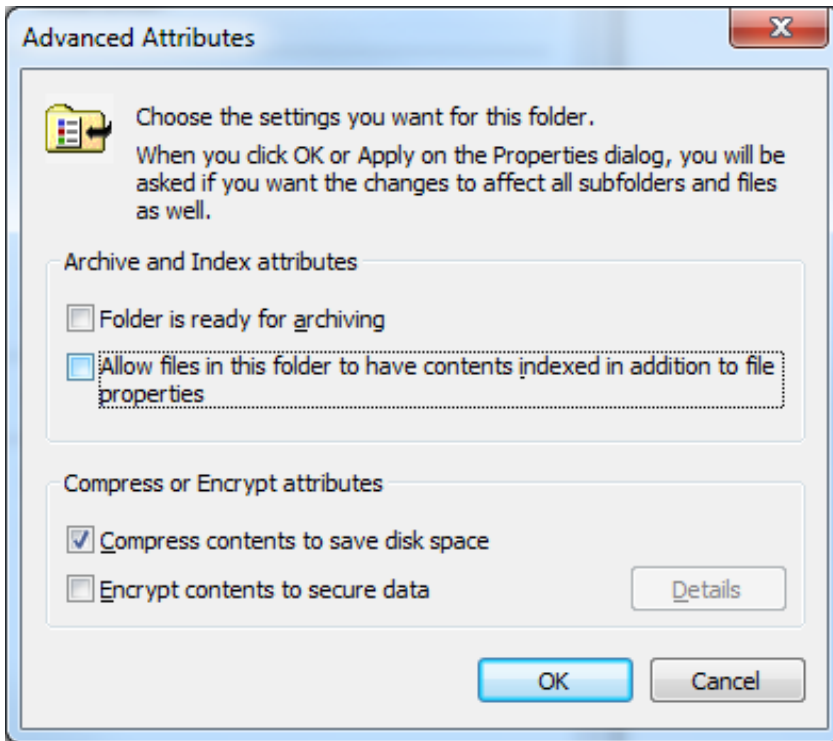 Advanced Attributes
Choose the settings you want for this folder.
When you click OK or Apply on the Properties dialog, you will be
asked if you want the changes to affect all subfolders and files
as well.
Archive and Index attributes
Folder is ready for archiving
Allow files in this folder to have contents indexed in addition to file
properties
Compress or Encrypt attributes
Compress contents to save disk space
Encrypt contents to secure data
Details
OK
Cancel